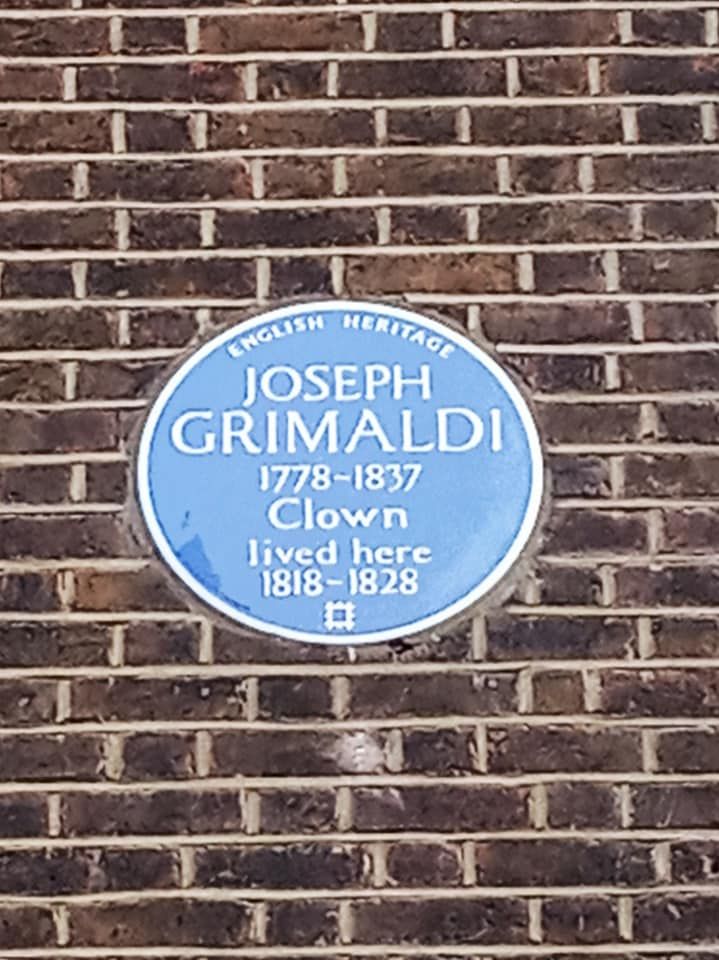 ENGLISH HERITAGE
JOSEPH
GRIMALDI
1778-1837
Clown
lived here
1818-1828